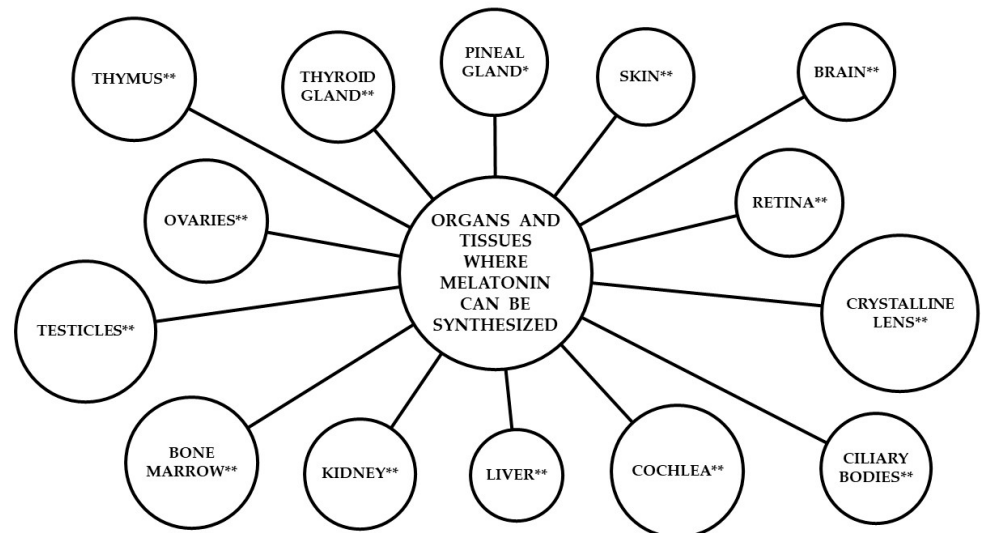 THYMUS**
THYROID
GLAND**
PINEAL
GLAND*
SKIN**
BRAIN**
OVARIES**
ORGANS AND
TISSUES
WHERE
MELATONIN
CAN BE
SYNTHESIZED
RETINA**
TESTICLES**
CRYSTALLINE
LENS**
BONE
MARROW**
KIDNEY**
LIVER**
COCHLEA**
CILIARY
BODIES**